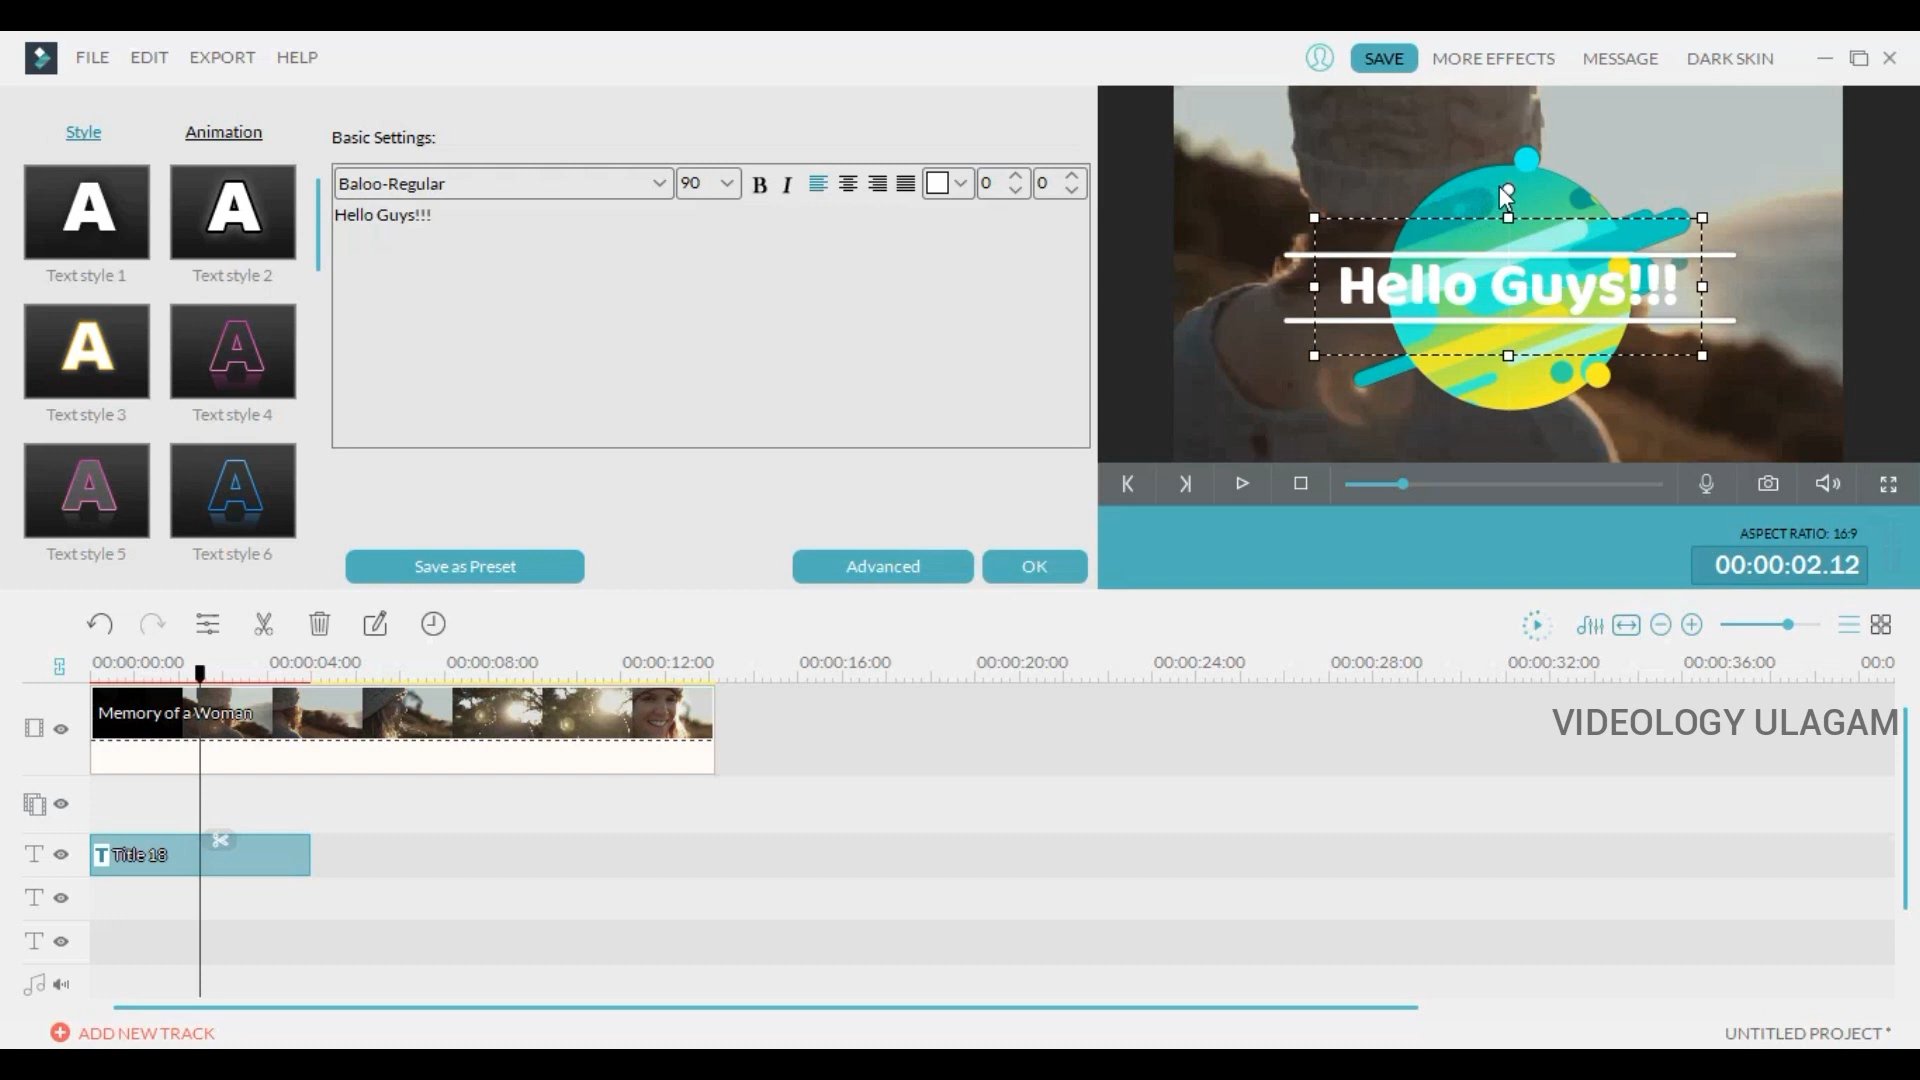 FILE EDIT EXPORT HELP
SAVE MORE EFFECTS MESSAGE DARK SKIN
Style Animation
Basic Settings:
Baloo-Regular 90 B I 0 0
Hello Guys!!!
A A
Text style 1 Text style 2
A A
Text style 3 Text style 4
A A
Text style 5 Text style 6
Save as Preset Advanced OK
Hello Guys!!!
ASPECT RATIO: 16:9
00:00:02.12
00:00:00:00 00:00:04:00 00:00:08:00 00:00:12:00 00:00:16:00 00:00:20:00 00:00:24:00 00:00:28:00 00:00:32:00 00:00:36:00 00:0
Memory of a Woman
VIDEOLOGY ULAGAM
T T Title 18
T
T
ADD NEW TRACK
UNTITLED PROJECT *